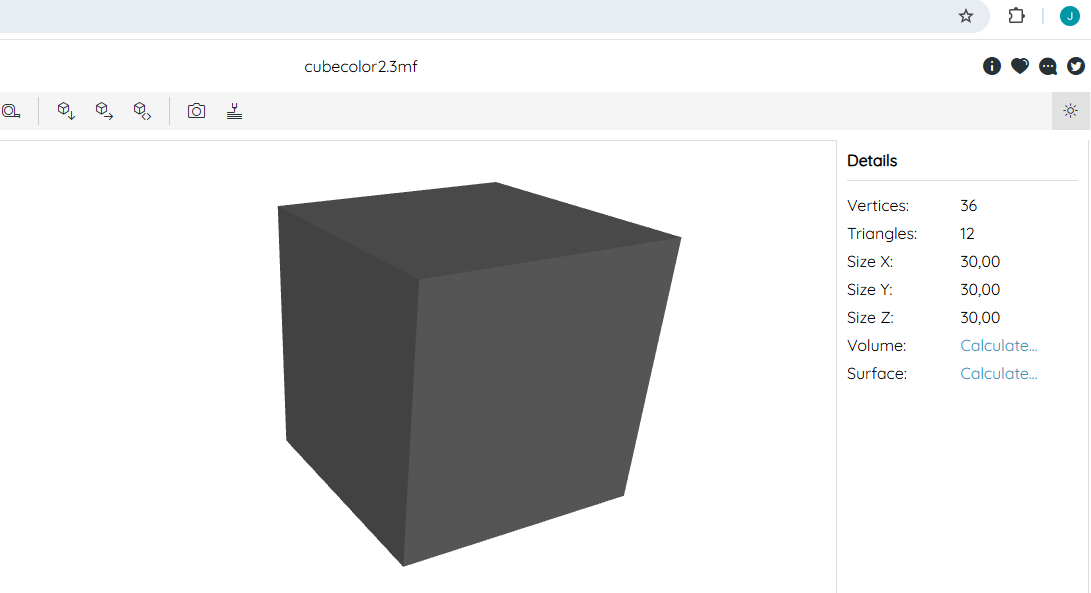 J
cubecolor2.3mf
Details
Vertices: 36
Triangles: 12
Size X: 30,00
Size Y: 30,00
Size Z: 30,00
Volume: Calculate...
Surface: Calculate...